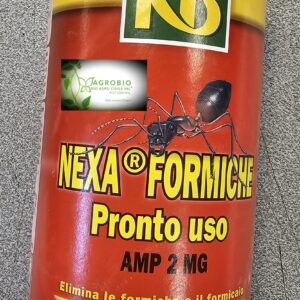 KB
AGROBIO
NEXA® FORMICHE
Pronto uso
AMP 2 MG
Elimina le formiche e il formicaio